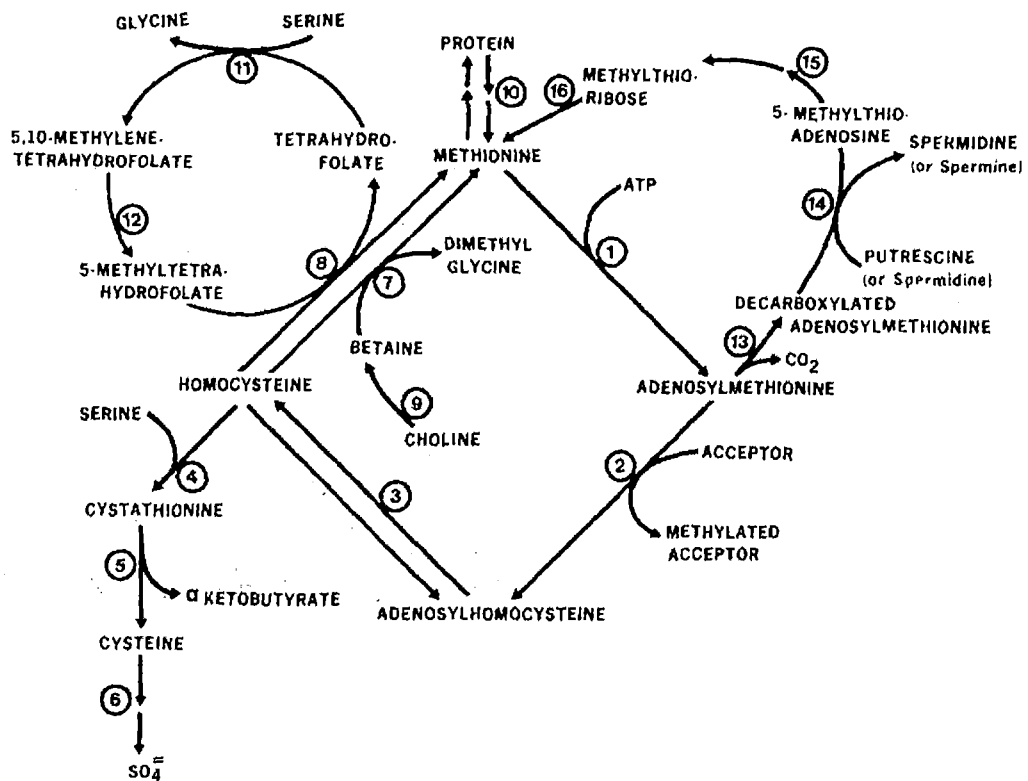 GLYCINE
SERINE
11
5,10-METHYLENE-
TETRAHYDROFOLATE
TETRAHYDRO-
FOLATE
12
5-METHYLTETRA-
HYDROFOLATE
PROTEIN
10
METHIONINE
16
METHYLTHIO-
RIBOSE
15
5-METHYLTHIO-
ADENOSINE
SPERMIDINE
(or Spermine)
14
PUTRESCINE
(or Spermidine)
ATP
1
8
7
DIMETHYL
GLYCINE
DECARBOXYLATED
ADENOSYLMETHIONINE
13
CO2
BETAINE
9
CHOLINE
HOMOCYSTEINE
ADENOSYLMETHIONINE
SERINE
4
CYSTATHIONINE
3
2
ACCEPTOR
METHYLATED
ACCEPTOR
5
α KETOBUTYRATE
ADENOSYLHOMOCYSTEINE
CYSTEINE
6
SO4=